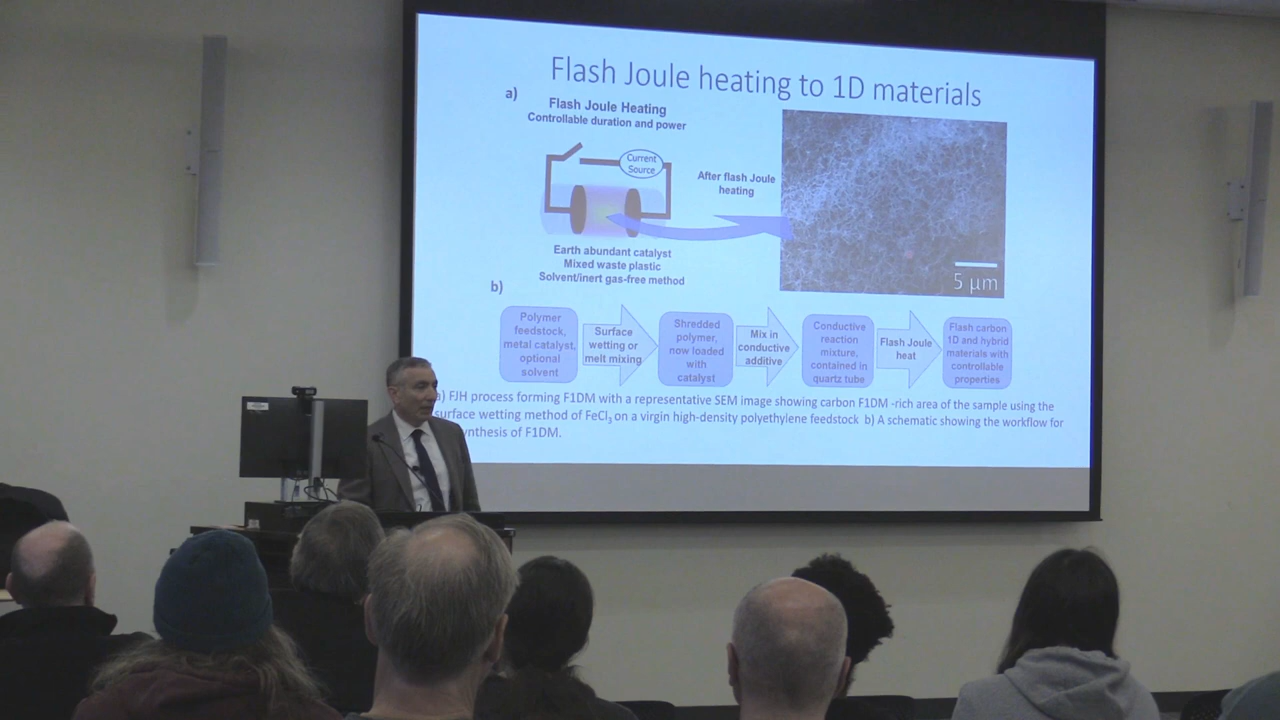 Flash Joule heating to 1D materials
a)
Flash Joule Heating
Controllable duration and power
Current
Source
After flash Joule
heating
Earth abundant catalyst
Mixed waste plastic
Solvent/inert gas-free method
5 µm
b)
Polymer
feedstock,
metal catalyst,
optional
solvent
Surface
wetting or
melt mixing
Shredded
polymer,
now loaded
with
catalyst
Mix in
conductive
additive
Conductive
reaction
mixture,
contained in
quartz tube
Flash Joule
heat
Flash carbon
1D and hybrid
materials with
controllable
properties
a) FJH process forming F1DM with a representative SEM image showing carbon F1DM -rich area of the sample using the
surface wetting method of FeCl₃ on a virgin high-density polyethylene feedstock b) A schematic showing the workflow for
ynthesis of F1DM.